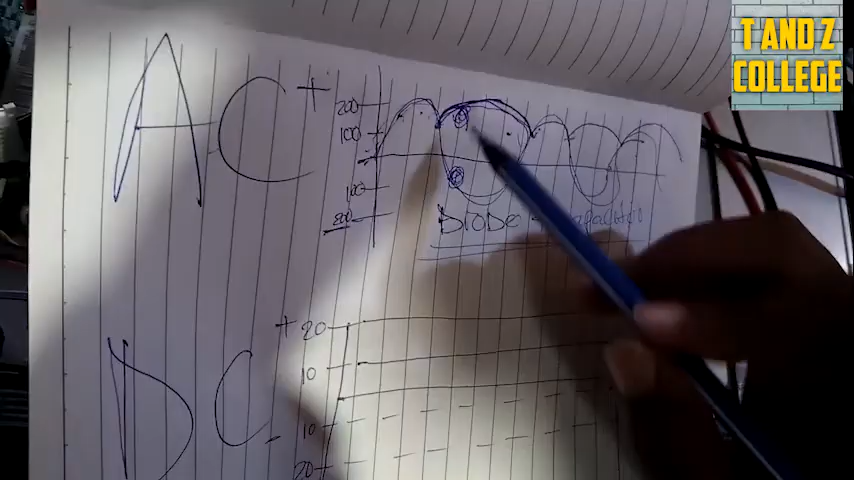 T AND Z
COLLEGE
AC +
200
100
100
200
DIODE
+ 20
10
DC -
10
20